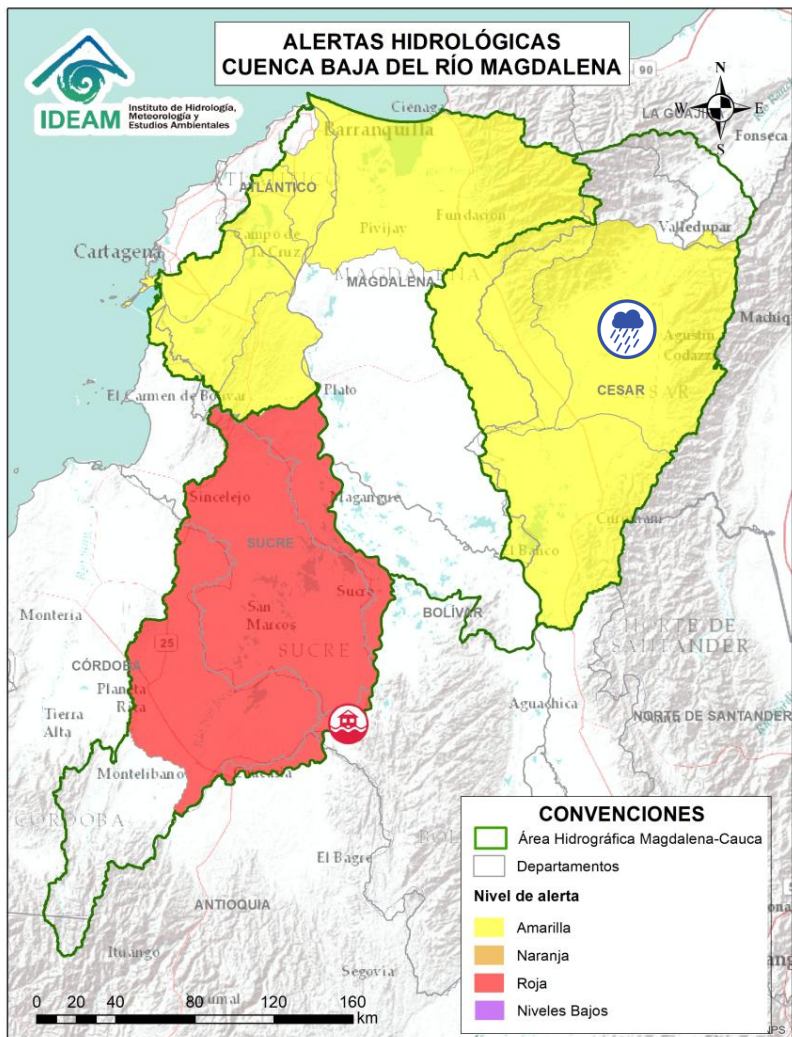 ALERTAS HIDROLÓGICAS
CUENCA BAJA DEL RÍO MAGDALENA
IDEAM
Instituto de Hidrología,
Meteorología y
Estudios Ambientales
90
N
W
E
S
Ciénaga
LA GUAJIRA
Fonseca
Barranquilla
ATLÁNTICO
Fundación
Pivijay
Valledupar
Campo de
la Cruz
Cartagena
MAGDALENA
MAGDALENA
Agustín
Codazzi
CESAR
El Carmen de Bolívar
Plato
Sincelejo
Magangué
SUCRE
El Banco
Sucre
San
Marcos
BOLÍVAR
Montería
25
SUCRE
NORTE DE
SANTANDER
CÓRDOBA
Planeta
Rica
Tierra
Alta
Aguachica
NORTE DE SANTANDER
Montelibano
CÓRDOBA
El Bagre
ANTIOQUIA
Ituango
Segovia
CONVENCIONES
Área Hidrográfica Magdalena-Cauca
Departamentos
Nivel de alerta
Amarilla
Naranja
Roja
Niveles Bajos
0 20 40 80 120 160
km